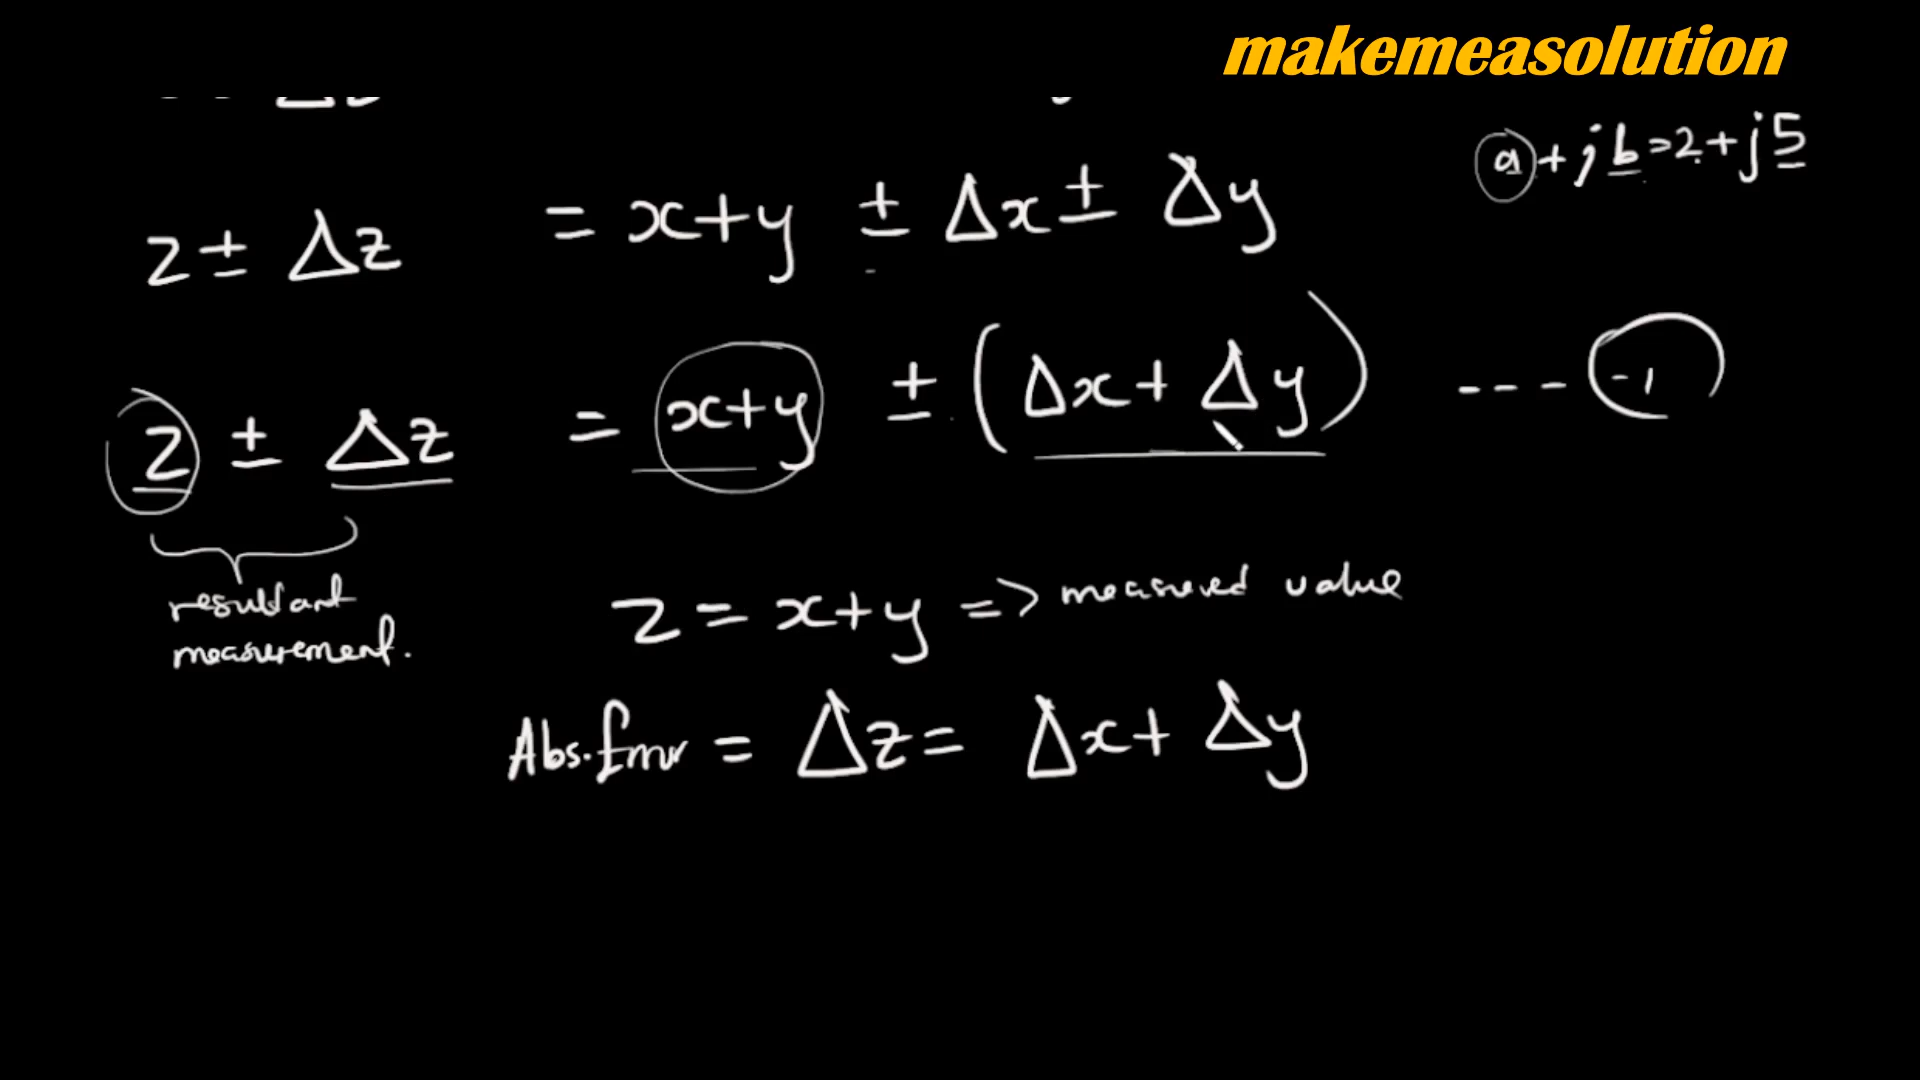 makemeasolution
a + jb = 2 + j5
z ± Δz = x+y ± Δx ± Δy
z ± Δz = x+y ± (Δx + Δy) ---- 1
resultant
measurement.
z = x+y => measured value
Abs. Error = Δz = Δx + Δy